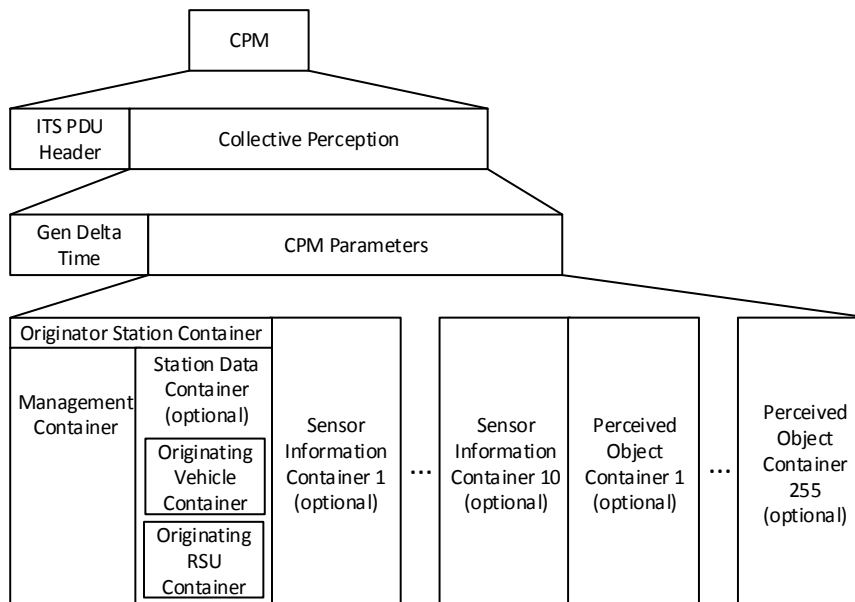 CPM
ITS PDU
Header
Collective Perception
Gen Delta
Time
CPM Parameters
Originator Station Container
Management
Container
Station Data
Container
(optional)
Originating
Vehicle
Container
Originating
RSU
Container
Sensor
Information
Container 1
(optional)
...
Sensor
Information
Container 10
(optional)
Perceived
Object
Container 1
(optional)
...
Perceived
Object
Container
255
(optional)